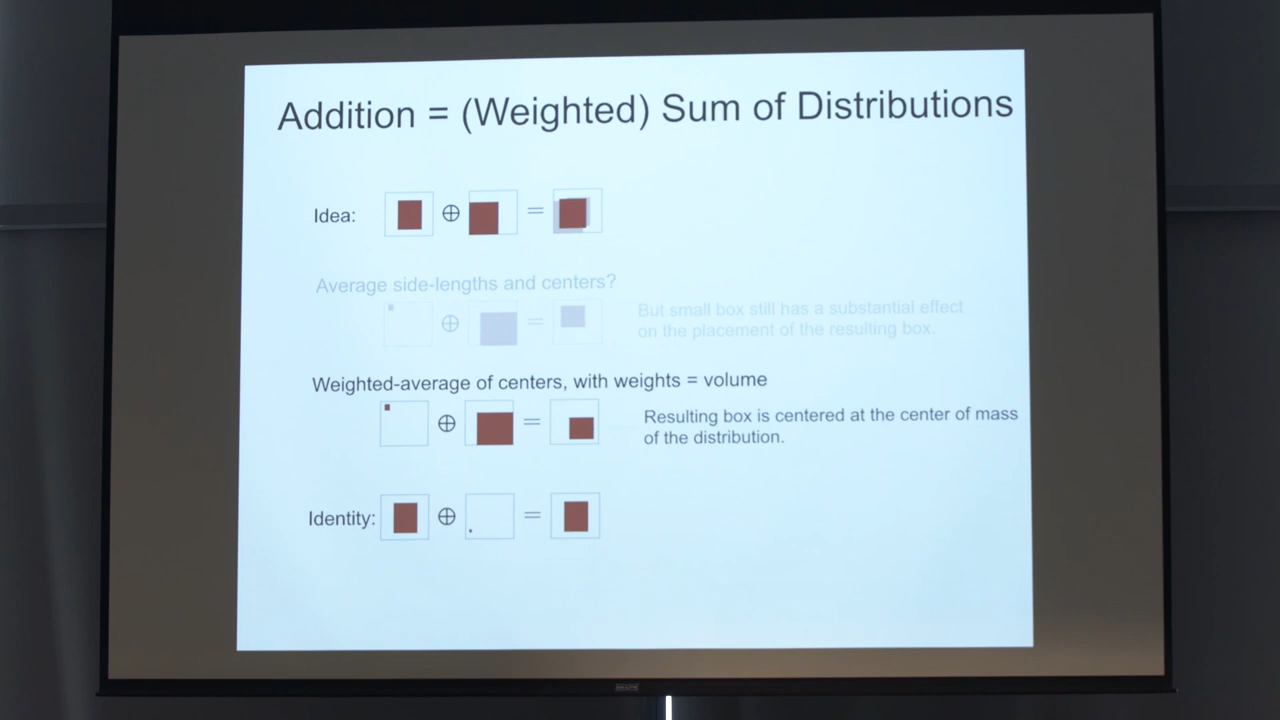 Addition = (Weighted) Sum of Distributions
Idea: ⊕ =
Average side-lengths and centers?
⊕ = But small box still has a substantial effect
on the placement of the resulting box.
Weighted-average of centers, with weights = volume
⊕ = Resulting box is centered at the center of mass
of the distribution.
Identity: ⊕ =